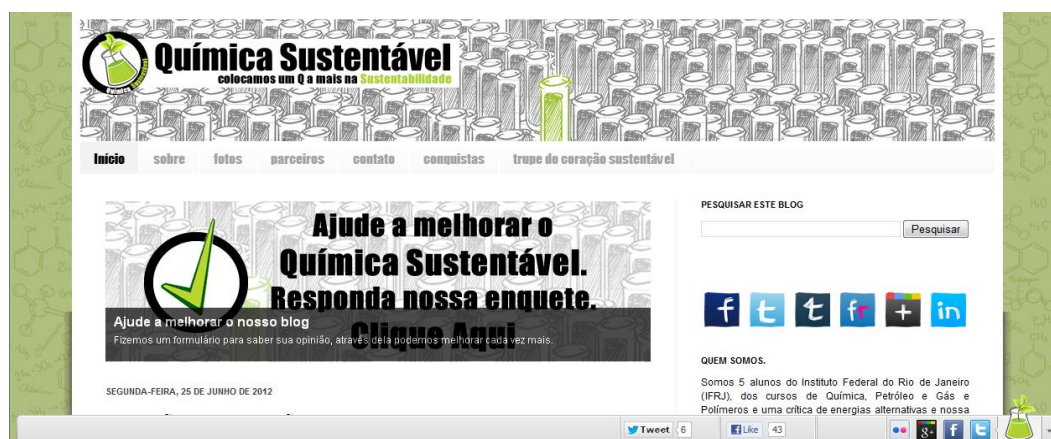 Química Sustentável
colocamos um Q a mais na Sustentabilidade
Química Sustentável
Início sobre fotos parceiros contato conquistas trupe do coração sustentável
Ajude a melhorar o
Química Sustentável.
Responda nossa enquete.
Clique Aqui
Ajude a melhorar o nosso blog
Fizemos um formulário para saber sua opinião, através dela podemos melhorar cada vez mais.
SEGUNDA-FEIRA, 25 DE JUNHO DE 2012
PESQUISAR ESTE BLOG
Pesquisar
f t t fr + in
QUEM SOMOS.
Somos 5 alunos do Instituto Federal do Rio de Janeiro
(IFRJ), dos cursos de Química, Petróleo e Gás e
Polímeros e uma crítica de energias alternativas e nossa
Tweet 6 Like 43 g+ f t